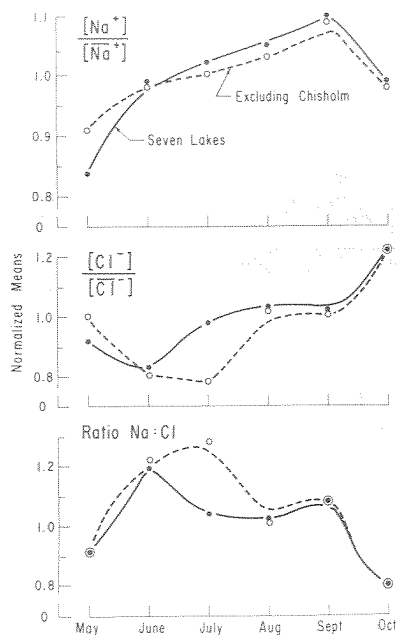 1.1
[Na⁺]
[N̅a̅⁺]
1.0
Excluding Chisholm
0.9
Seven Lakes
0.8
0
1.2
[Cl⁻]
[C̅l̅⁻]
Normalized Means
1.0
0.8
0
Ratio Na:Cl
1.2
1.0
0.8
0
May June July Aug Sept Oct